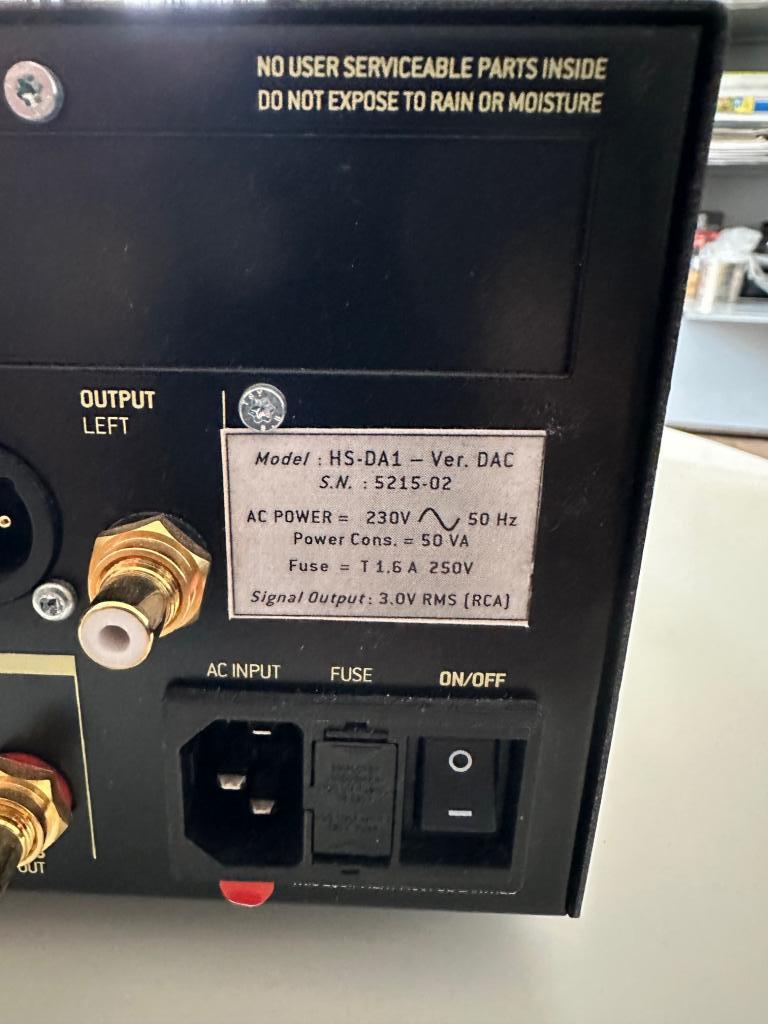 NO USER SERVICEABLE PARTS INSIDE
DO NOT EXPOSE TO RAIN OR MOISTURE
OUTPUT
LEFT
Model : HS-DA1 – Ver. DAC
S.N. : 5215-02
AC POWER = 230V 50 Hz
Power Cons. = 50 VA
Fuse = T 1.6 A 250V
Signal Output: 3.0V RMS (RCA)
AC INPUT FUSE ON/OFF
OUT